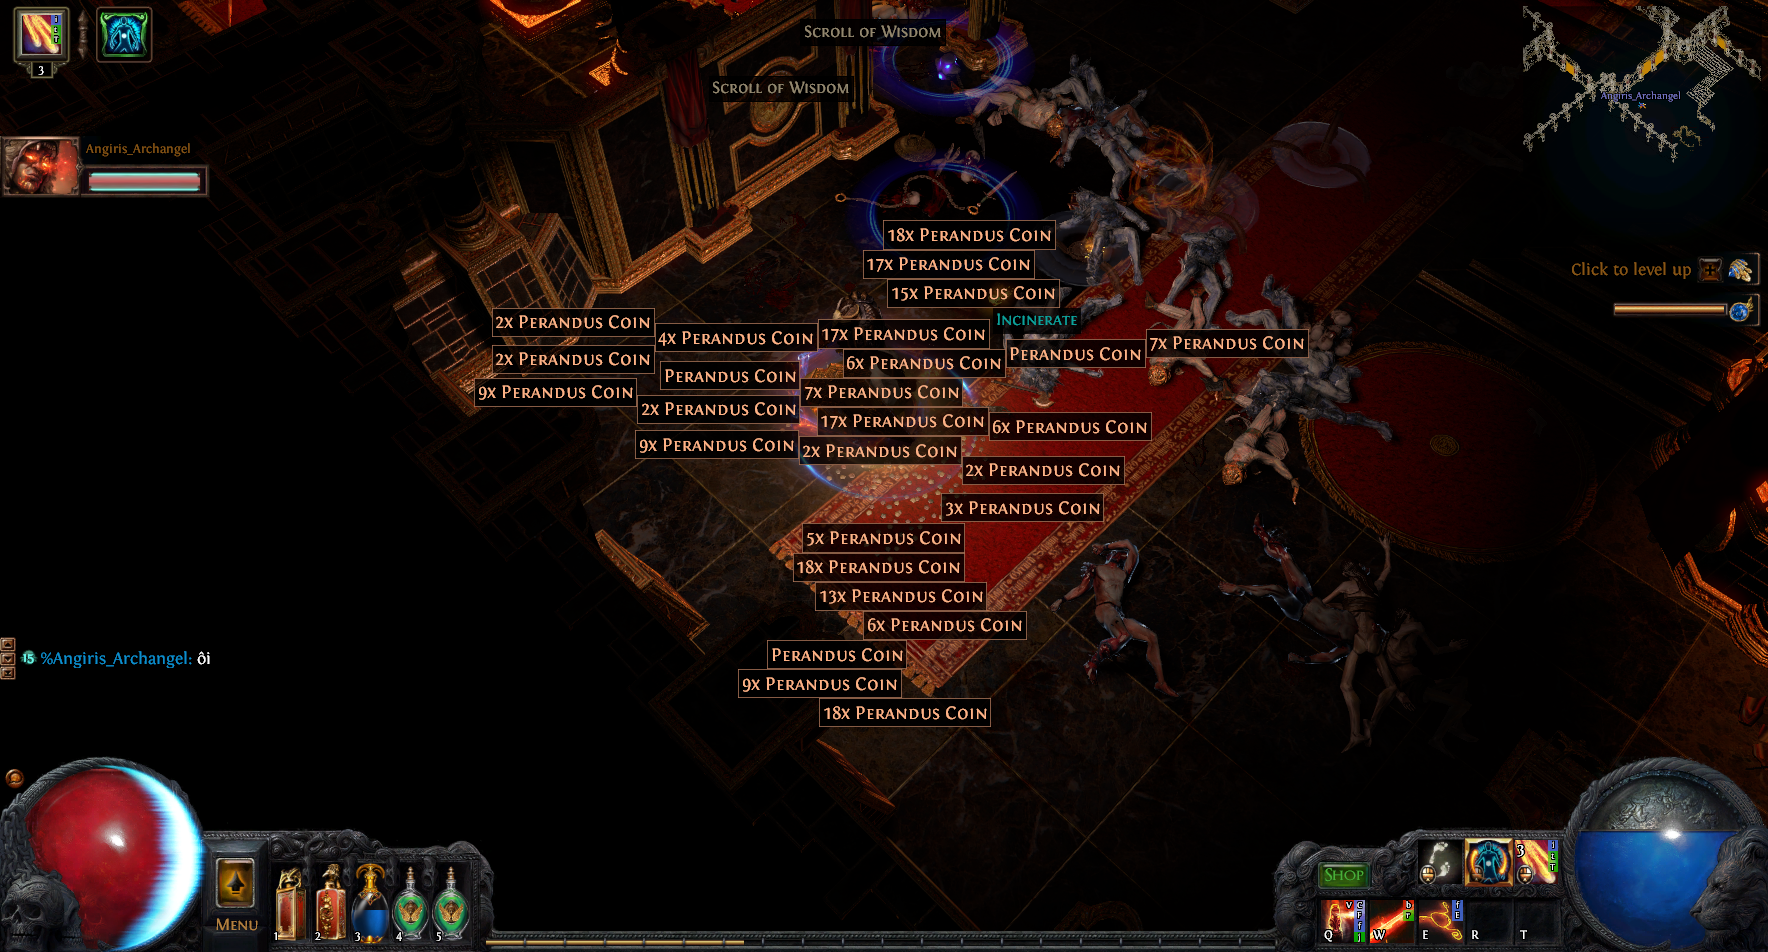 Scroll of Wisdom
Scroll of Wisdom
3
Angiris_Archangel
Angiris_Archangel
Click to level up
18x Perandus Coin
17x Perandus Coin
15x Perandus Coin
Incinerate
2x Perandus Coin
4x Perandus Coin
17x Perandus Coin
7x Perandus Coin
2x Perandus Coin
6x Perandus Coin
Perandus Coin
Perandus Coin
9x Perandus Coin
7x Perandus Coin
2x Perandus Coin
17x Perandus Coin
6x Perandus Coin
9x Perandus Coin
2x Perandus Coin
2x Perandus Coin
3x Perandus Coin
5x Perandus Coin
18x Perandus Coin
13x Perandus Coin
6x Perandus Coin
Perandus Coin
9x Perandus Coin
18x Perandus Coin
15 %Angiris_Archangel: ôi
Menu
1 2 3 4 5
Shop
3
Q W E R T